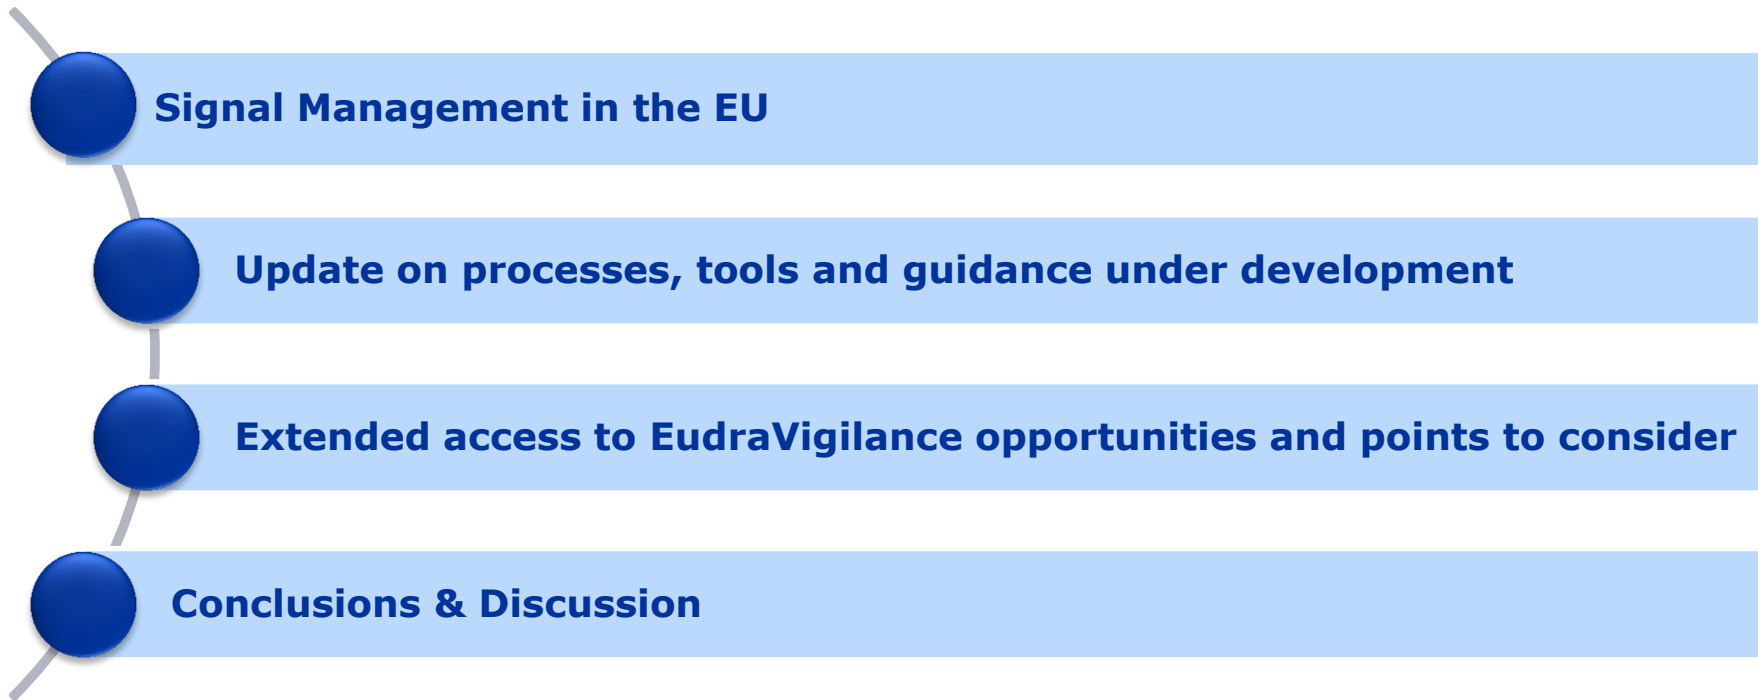 Signal Management in the EU
Update on processes, tools and guidance under development
Extended access to EudraVigilance opportunities and points to consider
Conclusions & Discussion